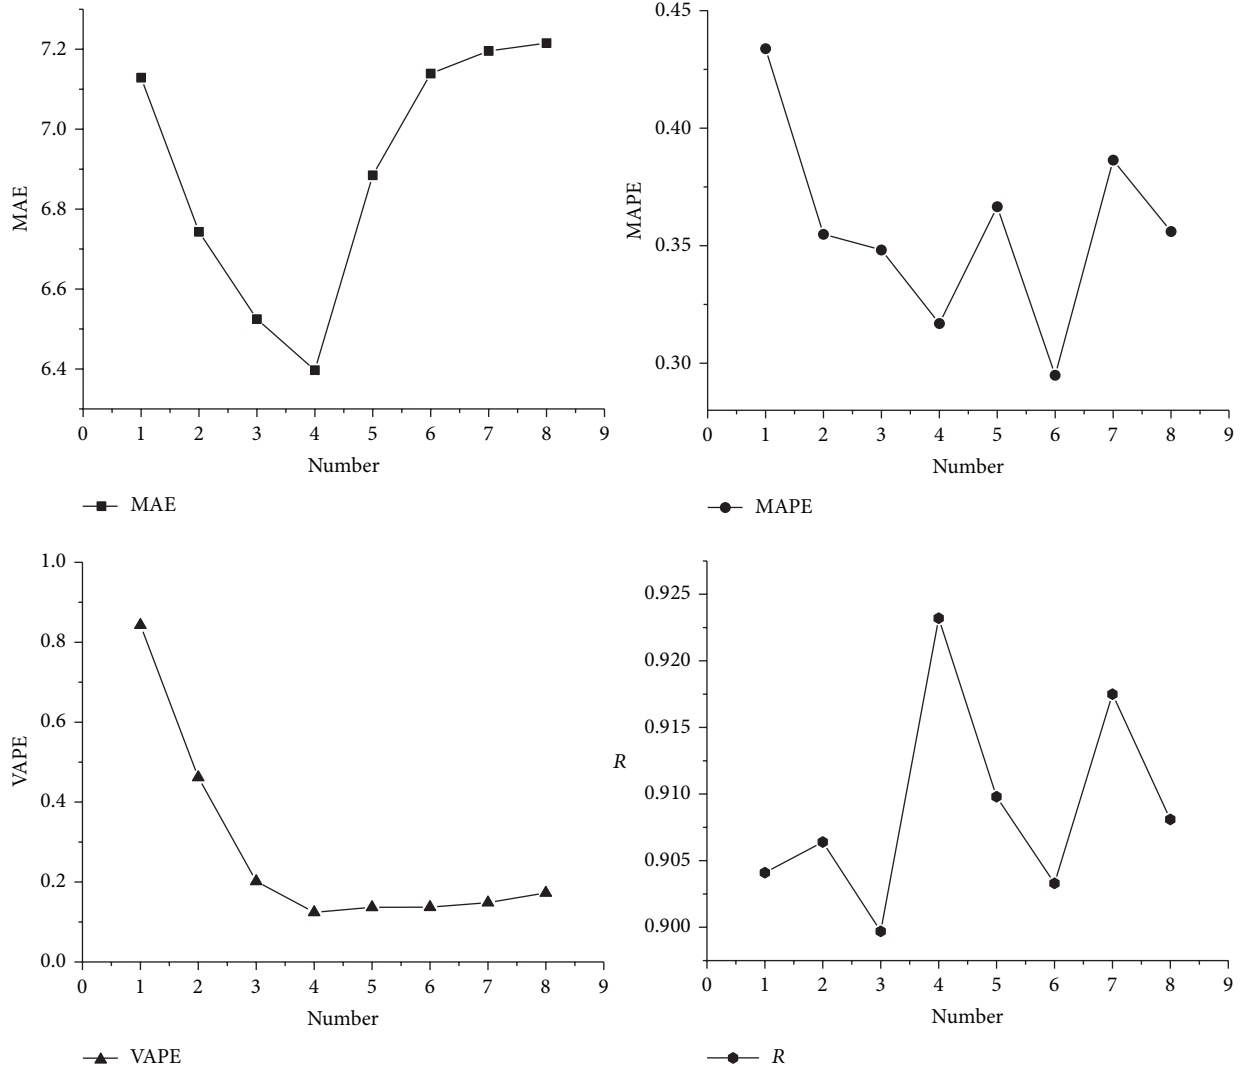 7.2
7.0
6.8
6.6
6.4
MAE
0 1 2 3 4 5 6 7 8 9
Number
MAE
0.45
0.40
0.35
0.30
MAPE
0 1 2 3 4 5 6 7 8 9
Number
MAPE
1.0
0.8
0.6
0.4
0.2
0.0
VAPE
0 1 2 3 4 5 6 7 8 9
Number
VAPE
0.925
0.920
0.915
0.910
0.905
0.900
R
0 1 2 3 4 5 6 7 8 9
Number
R